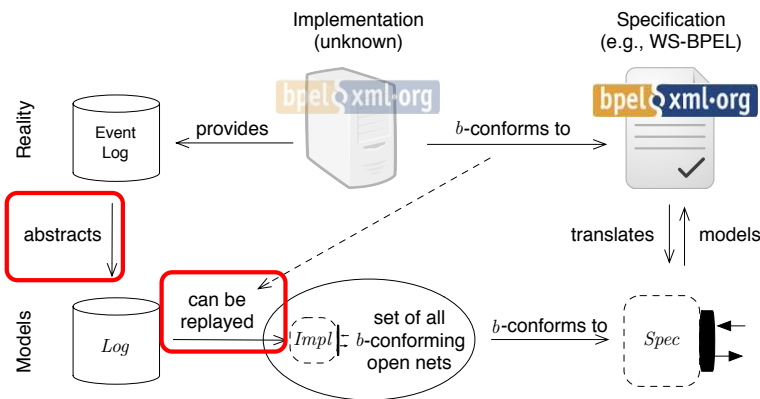 Implementation
(unknown)
Specification
(e.g., WS-BPEL)
Reality
Event
Log
provides
bpel xml·org
b-conforms to
bpel xml·org
abstracts
translates
models
Models
Log
can be
replayed
Impl
set of all
b-conforming
open nets
b-conforms to
Spec